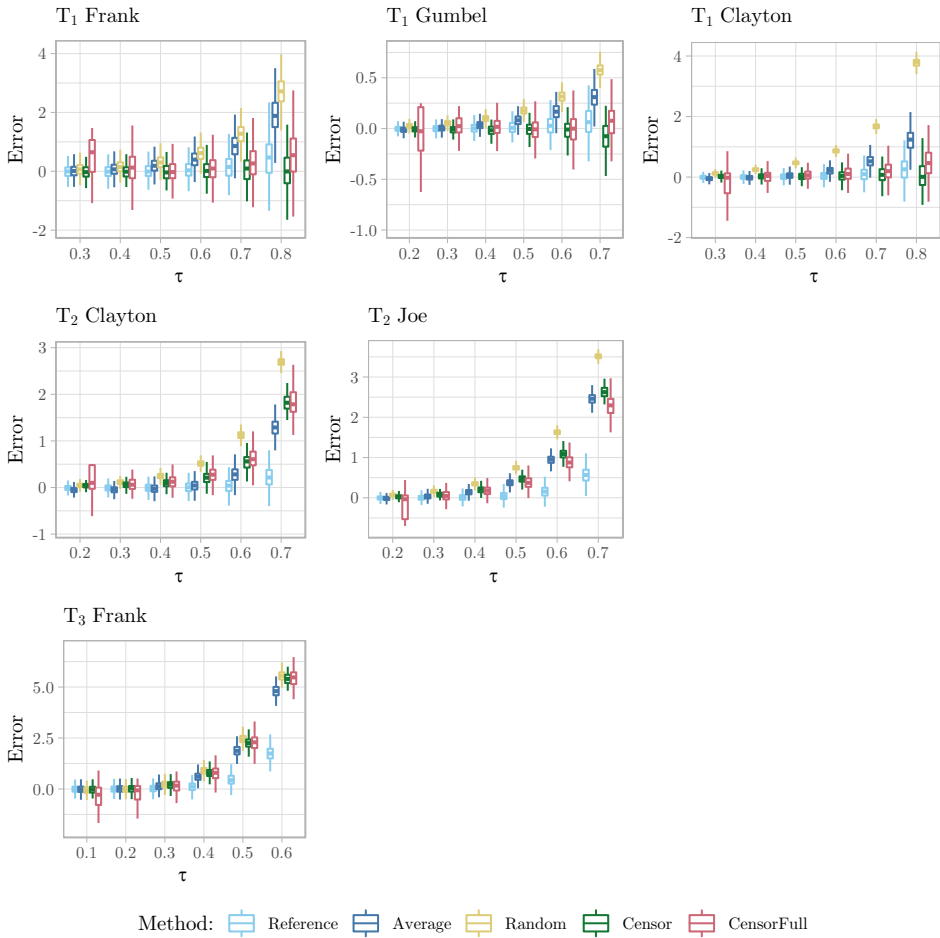 T₁ Frank
T₁ Gumbel
T₁ Clayton
Error
4
2
0
-2
0.3 0.4 0.5 0.6 0.7 0.8
τ
Error
0.5
0.0
-0.5
-1.0
0.2 0.3 0.4 0.5 0.6 0.7
τ
Error
4
2
0
-2
0.3 0.4 0.5 0.6 0.7 0.8
τ
T₂ Clayton
T₂ Joe
Error
3
2
1
0
-1
0.2 0.3 0.4 0.5 0.6 0.7
τ
Error
3
2
1
0
0.2 0.3 0.4 0.5 0.6 0.7
τ
T₃ Frank
Error
5.0
2.5
0.0
0.1 0.2 0.3 0.4 0.5 0.6
τ
Method: Reference Average Random Censor CensorFull